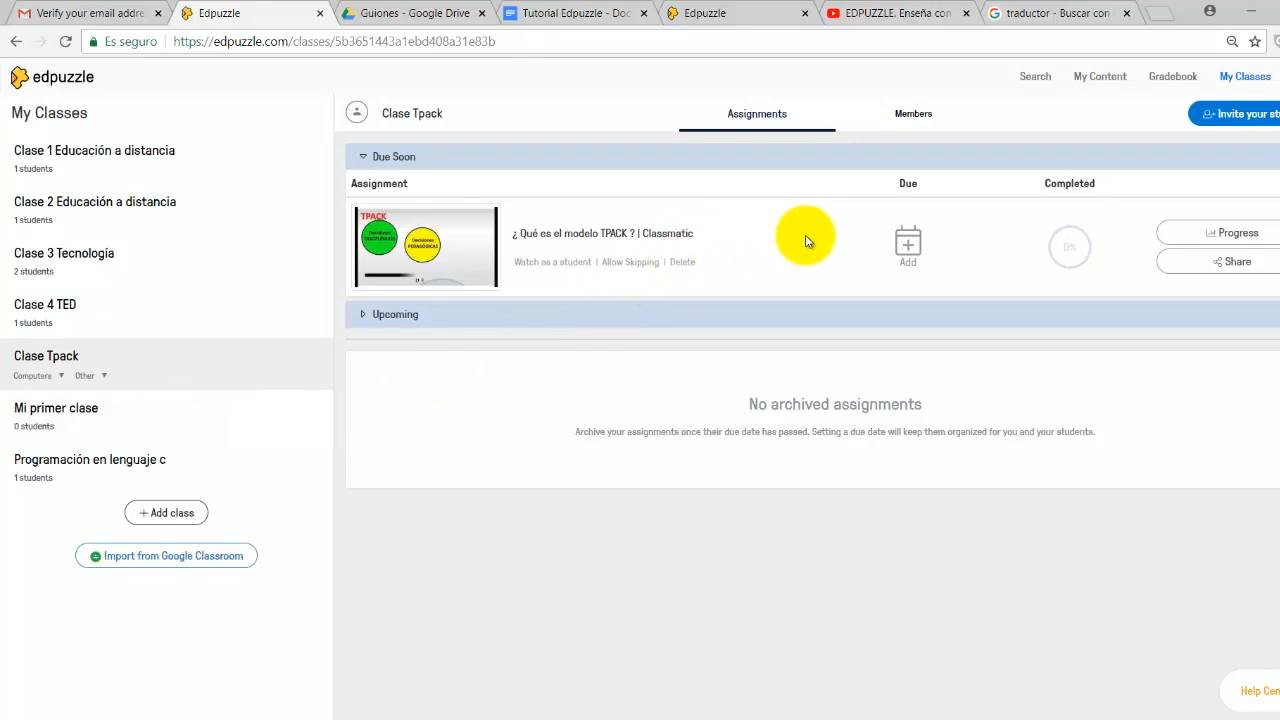 Verify your email addre
Edpuzzle
Guiones - Google Drive
Tutorial Edpuzzle - Doc
Edpuzzle
EDPUZZLE. Enseña con
traductor - Buscar con
Es seguro
https://edpuzzle.com/classes/5b3651443a1ebd408a31e83b
edpuzzle
Search
My Content
Gradebook
My Classes
My Classes
Clase 1 Educación a distancia
1 students
Clase 2 Educación a distancia
1 students
Clase 3 Tecnología
2 students
Clase 4 TED
1 students
Clase Tpack
Computers
Other
Mi primer clase
0 students
Programación en lenguaje c
1 students
+ Add class
Import from Google Classroom
Clase Tpack
Assignments
Members
Invite your stu
Due Soon
Assignment
Due
Completed
TPACK
Decisiones
DISCIPLINARES
Decisiones
PEDAGÓGICAS
¿ Qué es el modelo TPACK ? | Classmatic
Watch as a student | Allow Skipping | Delete
Add
0%
Progress
Share
Upcoming
No archived assignments
Archive your assignments once their due date has passed. Setting a due date will keep them organized for you and your students.
Help Cen